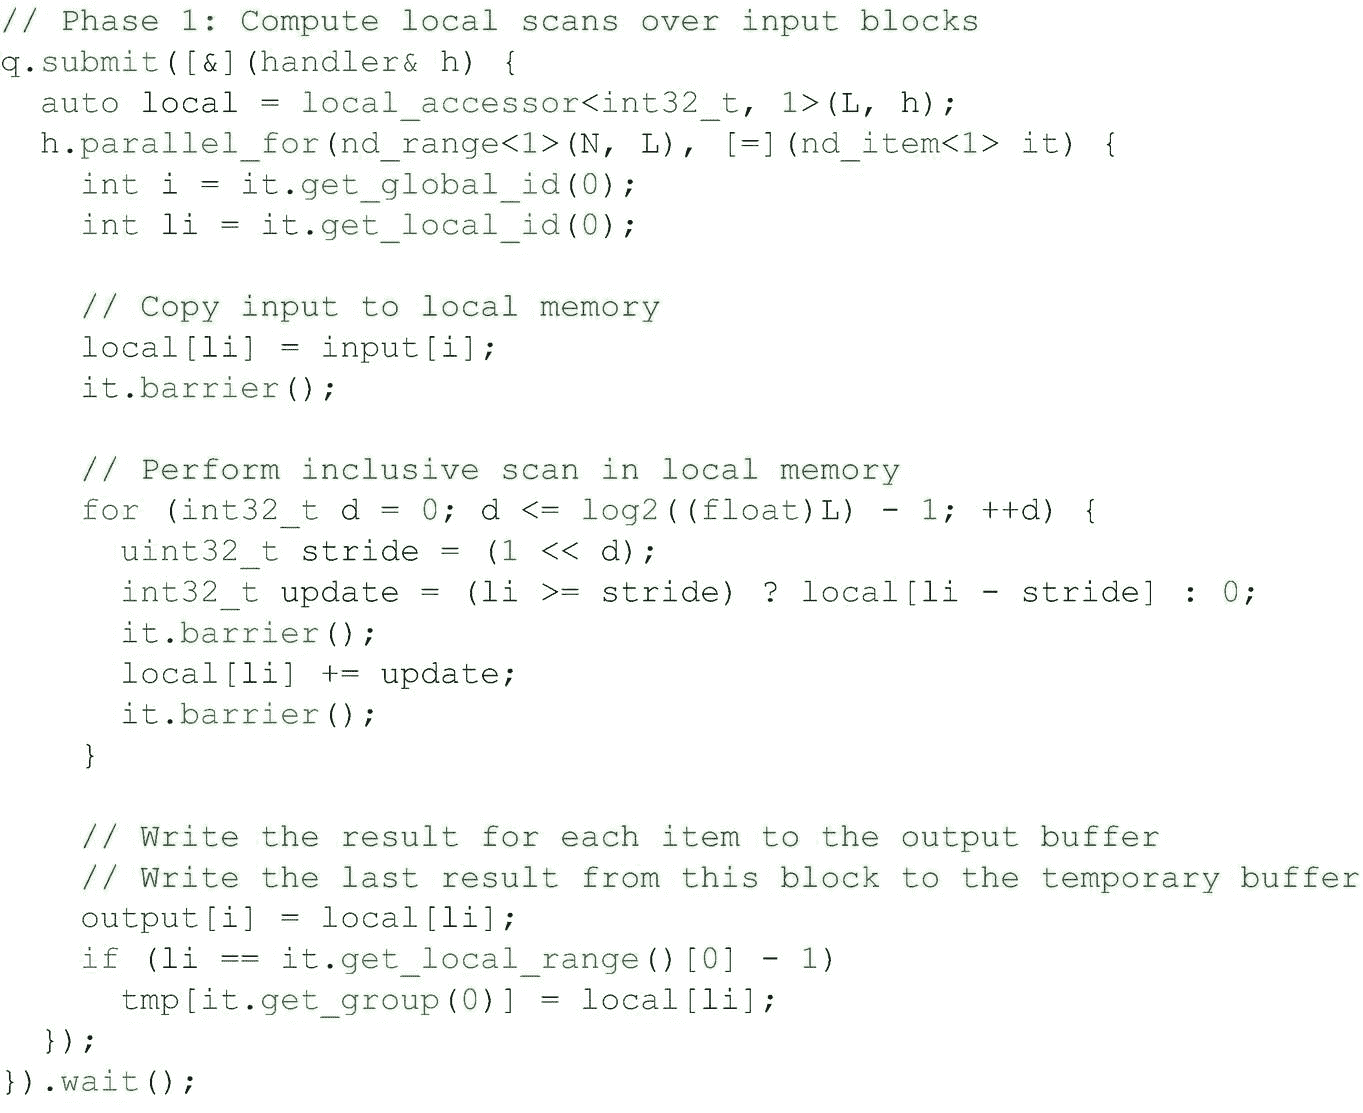 // Phase 1: Compute local scans over input blocks
q.submit([&](handler& h) {
  auto local = local_accessor<int32_t, 1>(L, h);
  h.parallel_for(nd_range<1>(N, L), [=](nd_item<1> it) {
    int i = it.get_global_id(0);
    int li = it.get_local_id(0);

    // Copy input to local memory
    local[li] = input[i];
    it.barrier();

    // Perform inclusive scan in local memory
    for (int32_t d = 0; d <= log2((float)L) - 1; ++d) {
      uint32_t stride = (1 << d);
      int32_t update = (li >= stride) ? local[li - stride] : 0;
      it.barrier();
      local[li] += update;
      it.barrier();
    }

    // Write the result for each item to the output buffer
    // Write the last result from this block to the temporary buffer
    output[i] = local[li];
    if (li == it.get_local_range()[0] - 1)
      tmp[it.get_group(0)] = local[li];
  });
}).wait();